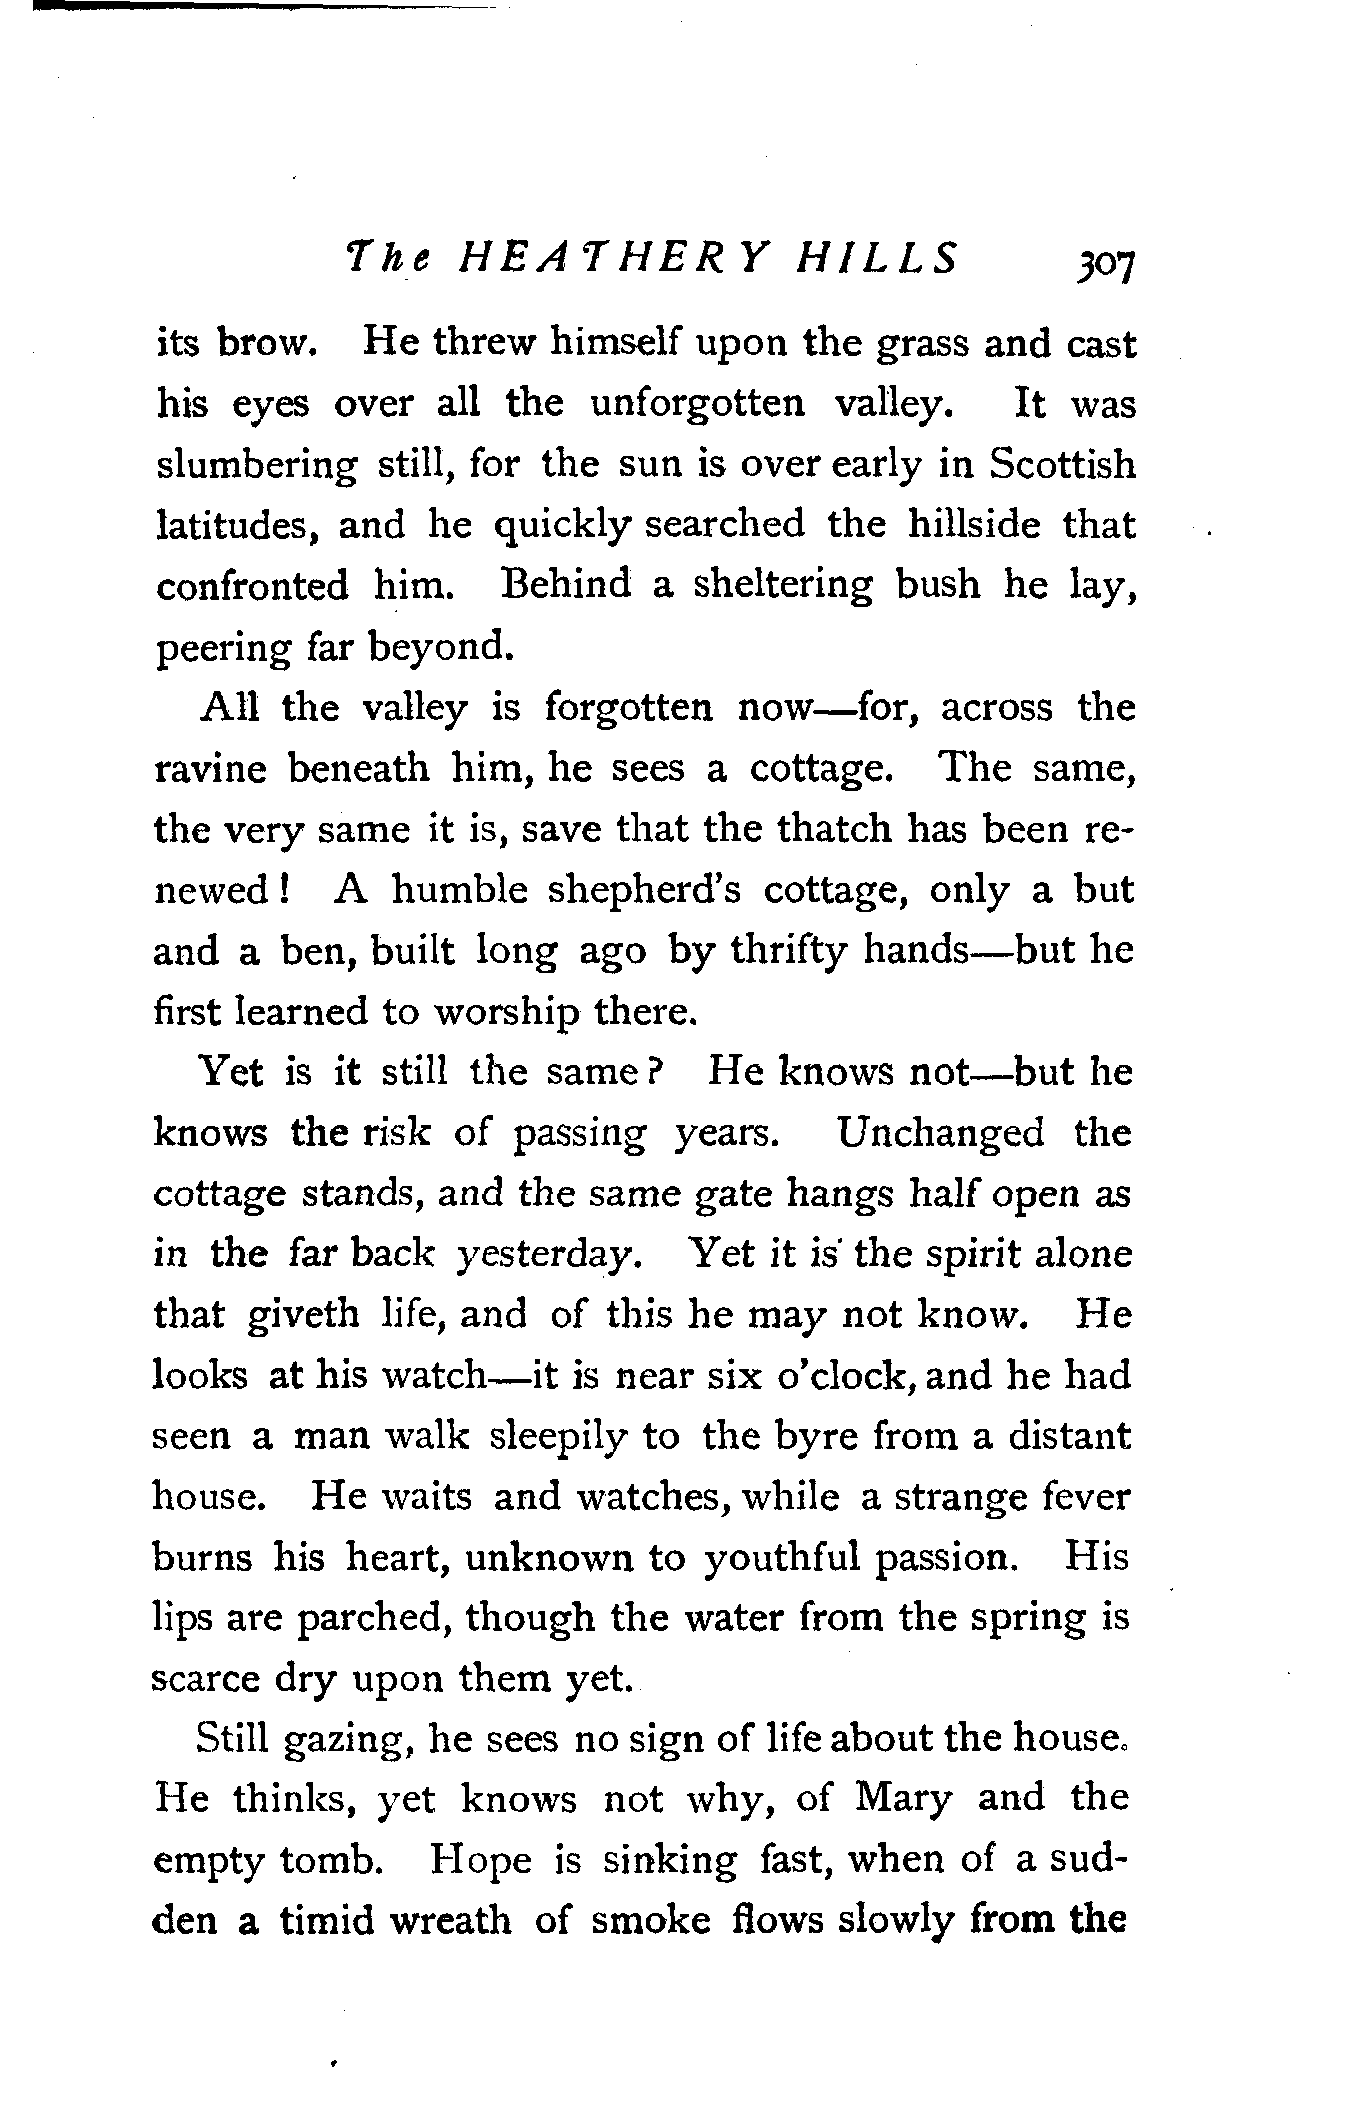 The HEATHERY HILLS 307
its brow. He threw himself upon the grass and cast
his eyes over all the unforgotten valley. It was
slumbering still, for the sun is over early in Scottish
latitudes, and he quickly searched the hillside that
confronted him. Behind a sheltering bush he lay,
peering far beyond.
All the valley is forgotten now—for, across the
ravine beneath him, he sees a cottage. The same,
the very same it is, save that the thatch has been re-
newed! A humble shepherd's cottage, only a but
and a ben, built long ago by thrifty hands—but he
first learned to worship there.
Yet is it still the same? He knows not—but he
knows the risk of passing years. Unchanged the
cottage stands, and the same gate hangs half open as
in the far back yesterday. Yet it is the spirit alone
that giveth life, and of this he may not know. He
looks at his watch—it is near six o'clock, and he had
seen a man walk sleepily to the byre from a distant
house. He waits and watches, while a strange fever
burns his heart, unknown to youthful passion. His
lips are parched, though the water from the spring is
scarce dry upon them yet.
Still gazing, he sees no sign of life about the house.
He thinks, yet knows not why, of Mary and the
empty tomb. Hope is sinking fast, when of a sud-
den a timid wreath of smoke flows slowly from the